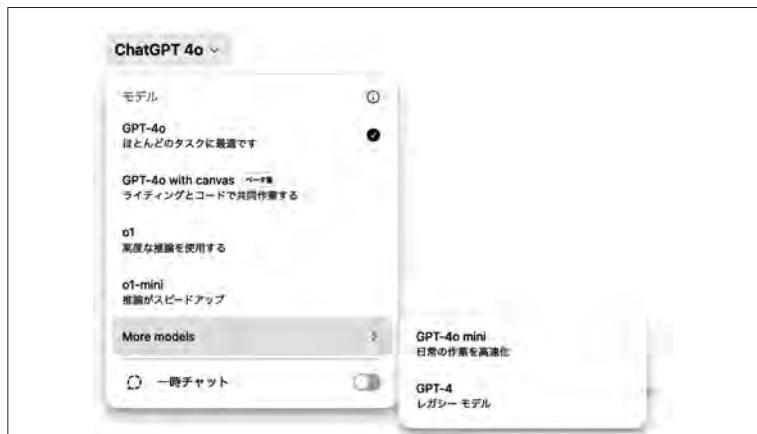 ChatGPT 4o
モデル
GPT-4o
ほとんどのタスクに最適です
GPT-4o with canvas ベータ版
ライティングとコードで共同作業する
o1
高度な推論を使用する
o1-mini
推論がスピードアップ
More models
一時チャット
GPT-4o mini
日常の作業を高速化
GPT-4
レガシー モデル